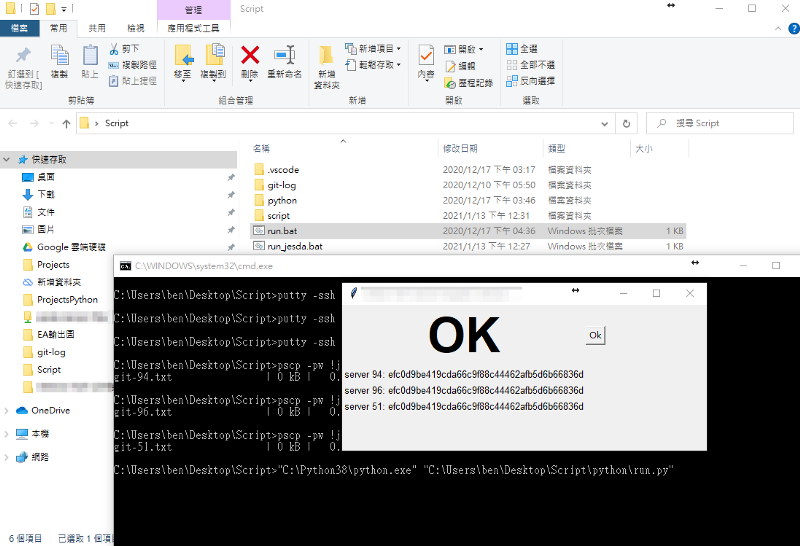 管理
Script
檔案
常用
共用
檢視
應用程式工具
釘選到 [
快速存取]
複製
貼上
剪下
複製路徑
貼上捷徑
剪貼簿
移至
複製到
刪除
重新命名
組合管理
新增
資料夾
新增項目
輕鬆存取
新增
內容
開啟
編輯
歷程記錄
開啟
全選
全部不選
反向選擇
選取
Script
搜尋 Script
快速存取
桌面
下載
文件
圖片
Google 雲端硬碟
Projects
新增資料夾
ProjectsPython
EA輸出區
git-log
Script
OneDrive
本機
網路
名稱 修改日期 類型 大小
.vscode 2020/12/17 下午 03:17 檔案資料夾
git-log 2020/12/10 下午 05:50 檔案資料夾
python 2020/12/17 下午 03:46 檔案資料夾
script 2021/1/13 下午 12:31 檔案資料夾
run.bat 2020/12/17 下午 04:36 Windows 批次檔案 1 KB
run_jesda.bat 2021/1/13 下午 12:27 Windows 批次檔案 1 KB
C:\WINDOWS\system32\cmd.exe
C:\Users\ben\Desktop\Script>putty -ssh
C:\Users\ben\Desktop\Script>putty -ssh
C:\Users\ben\Desktop\Script>putty -ssh
C:\Users\ben\Desktop\Script>pscp -pw !j
git-94.txt | 0 kB | 0.
C:\Users\ben\Desktop\Script>pscp -pw !j
git-96.txt | 0 kB | 0.
C:\Users\ben\Desktop\Script>pscp -pw !j
git-51.txt | 0 kB | 0.
C:\Users\ben\Desktop\Script>"C:\Python38\python.exe" "C:\Users\ben\Desktop\Script\python\run.py"
OK
Ok
server 94: efc0d9be419cda66c9f88c44462afb5d6b66836d
server 96: efc0d9be419cda66c9f88c44462afb5d6b66836d
server 51: efc0d9be419cda66c9f88c44462afb5d6b66836d
6 個項目 已選取 1 個項